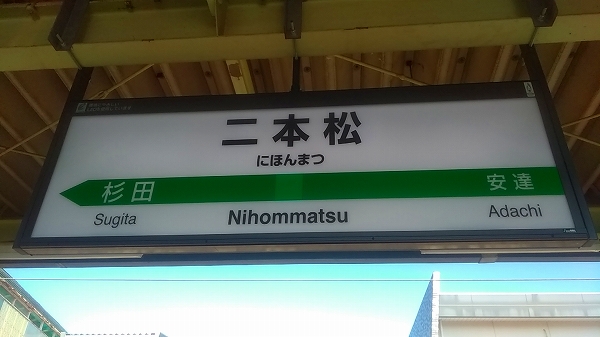 二本松
にほんまつ
杉田
安達
Sugita
Nihommatsu
Adachi